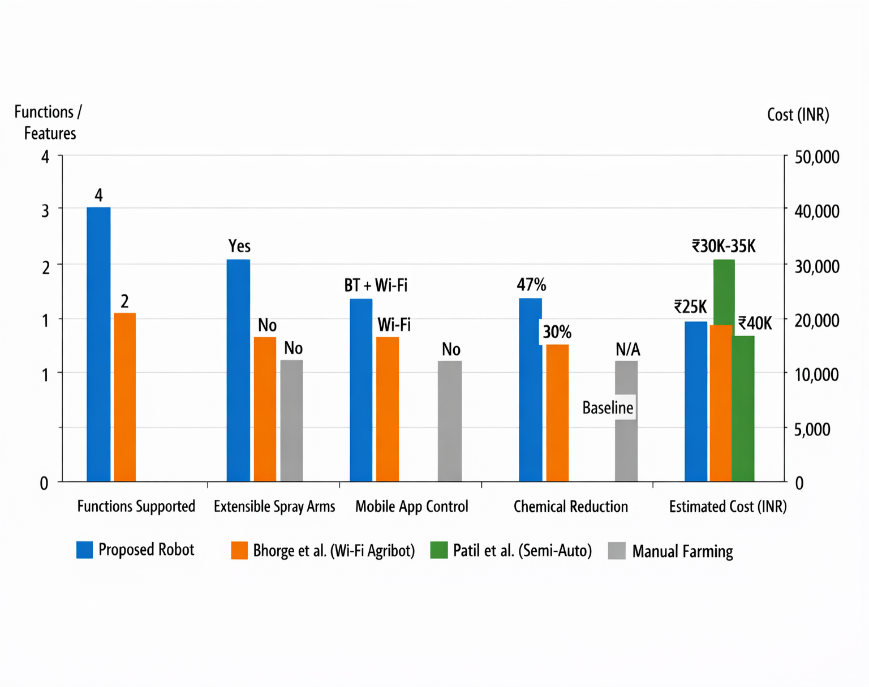 Functions /
Features
Cost (INR)
4
3
2
1
1
0
50,000
40,000
30,000
20,000
10,000
5,000
0
4
2
Yes
No
No
BT + Wi-Fi
Wi-Fi
No
47%
30%
N/A
Baseline
₹30K-35K
₹25K
₹40K
Functions Supported
Extensible Spray Arms
Mobile App Control
Chemical Reduction
Estimated Cost (INR)
Proposed Robot
Bhorge et al. (Wi-Fi Agribot)
Patil et al. (Semi-Auto)
Manual Farming